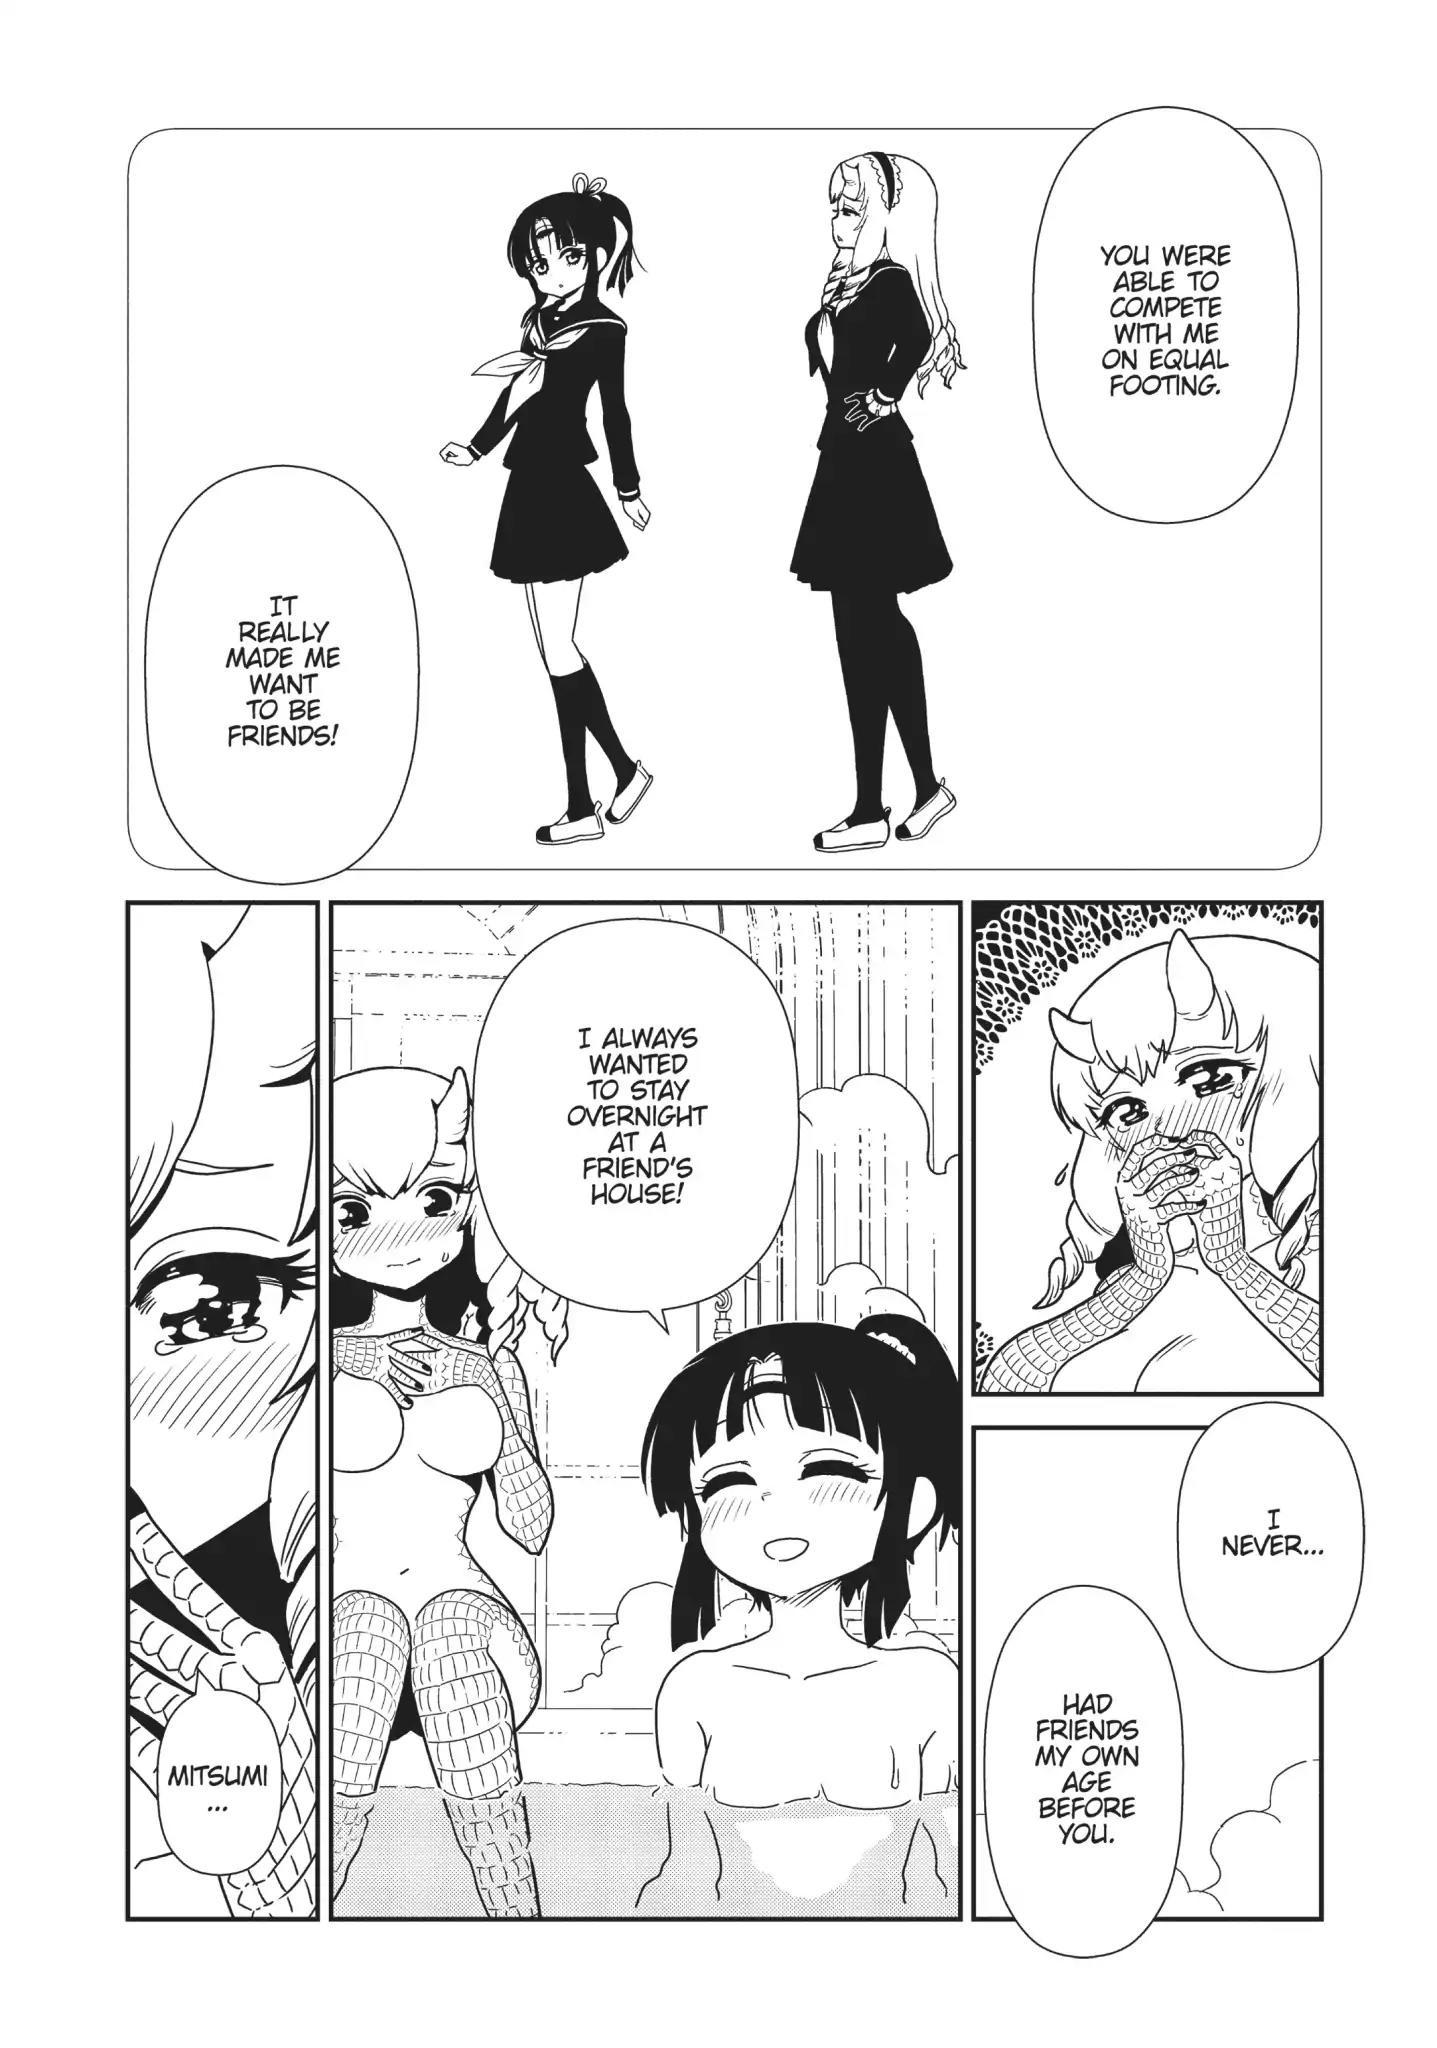 YOU WERE
ABLE TO
COMPETE
WITH ME
ON EQUAL
FOOTING.
IT
REALLY
MADE ME
WANT
TO BE
FRIENDS!
I
NEVER...
HAD
FRIENDS
MY OWN
AGE
BEFORE
YOU.
I ALWAYS
WANTED
TO STAY
OVERNIGHT
AT A
FRIEND'S
HOUSE!
MITSUMI
...